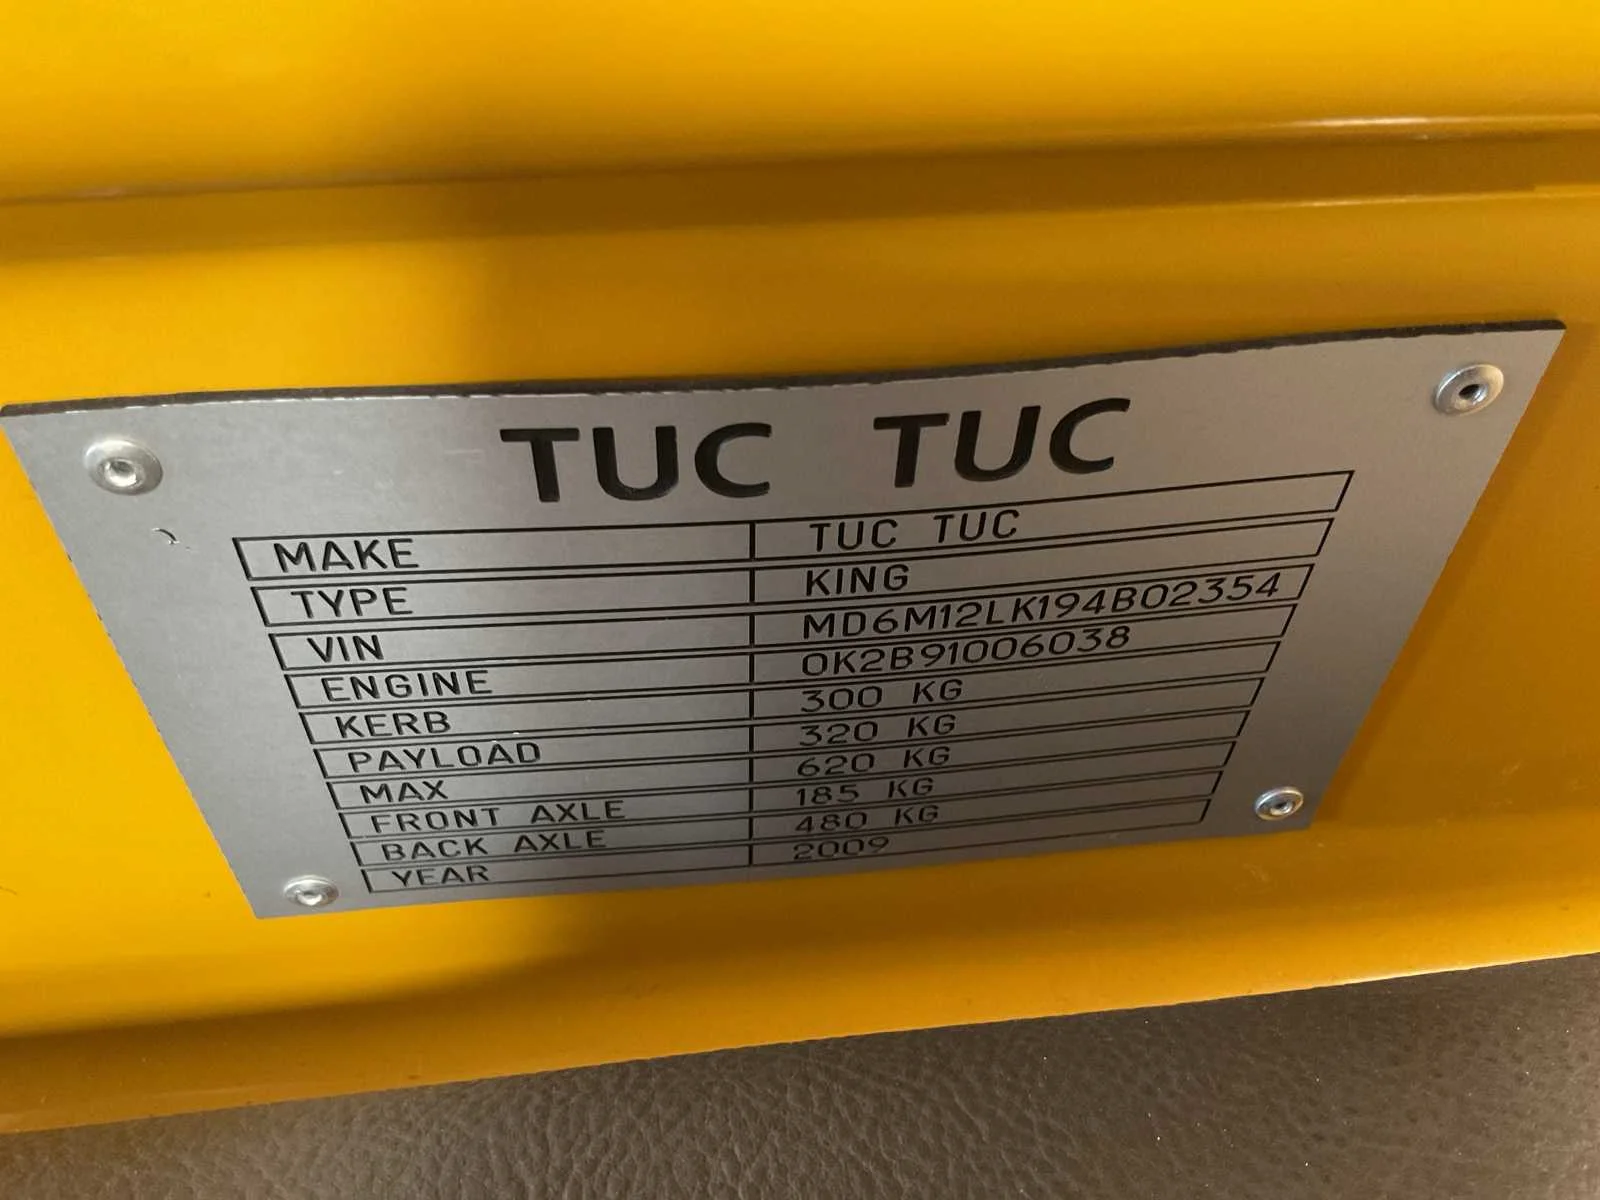 TUC TUC
MAKE TUC TUC
TYPE KING
VIN MD6M12LK194B02354
ENGINE OK2B91006038
KERB 300 KG
PAYLOAD 320 KG
MAX 620 KG
FRONT AXLE 185 KG
BACK AXLE 480 KG
YEAR 2009